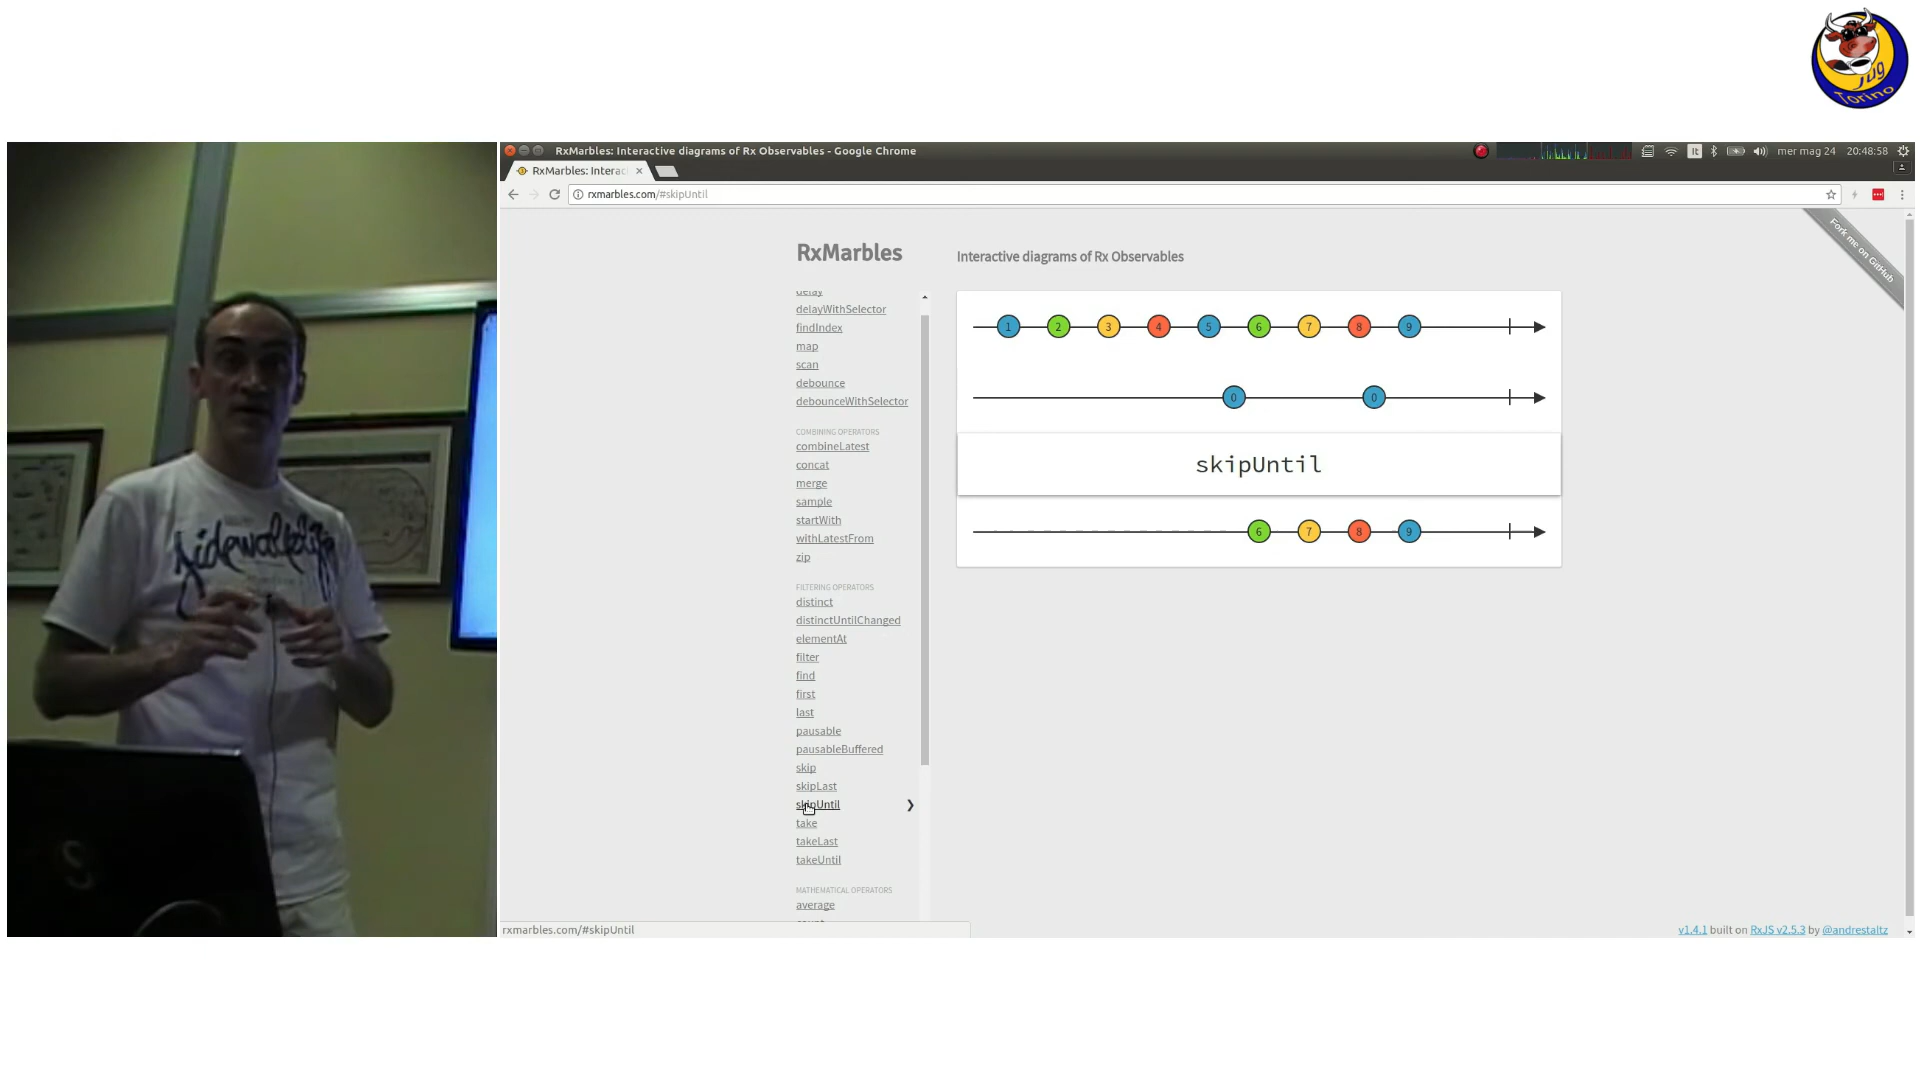 Jug
Torino
RxMarbles: Interactive diagrams of Rx Observables - Google Chrome
It
mer mag 24
20:48:58
RxMarbles: Interac
rxmarbles.com/#skipUntil
Fork me on GitHub
RxMarbles
Interactive diagrams of Rx Observables
delay
delayWithSelector
findIndex
map
scan
debounce
debounceWithSelector
COMBINING OPERATORS
combineLatest
concat
merge
sample
startWith
withLatestFrom
zip
FILTERING OPERATORS
distinct
distinctUntilChanged
elementAt
filter
find
first
last
pausable
pausableBuffered
skip
skipLast
skipUntil
take
takeLast
takeUntil
MATHEMATICAL OPERATORS
average
1 2 3 4 5 6 7 8 9
0 0
skipUntil
6 7 8 9
rxmarbles.com/#skipUntil
v1.4.1 built on RxJS v2.5.3 by @andrestaltz